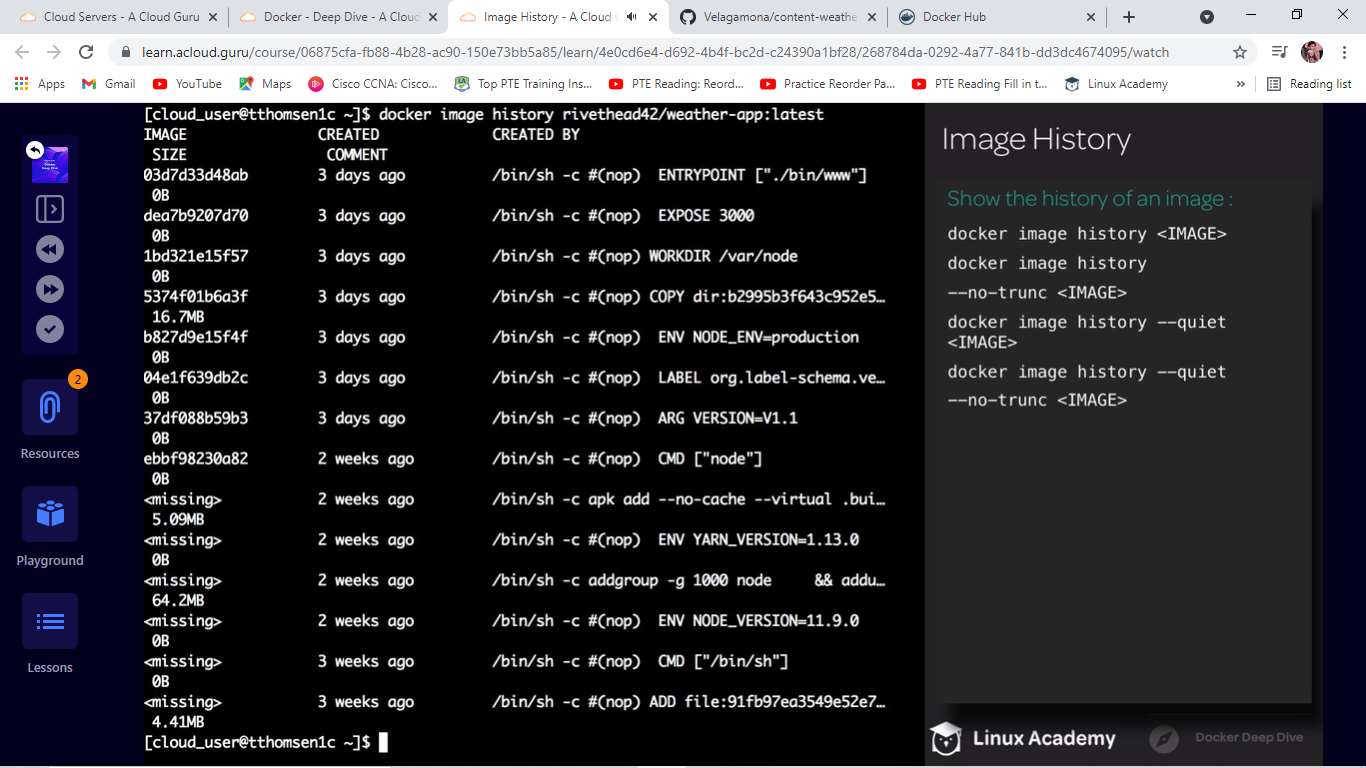 Cloud Servers - A Cloud Guru
Docker - Deep Dive - A Cloud
Image History - A Cloud
Velagamona/content-weathe
Docker Hub
learn.acloud.guru/course/06875cfa-fb88-4b28-ac90-150e73bb5a85/learn/4e0cd6e4-d692-4b4f-bc2d-c24390a1bf28/268784da-0292-4a77-841b-dd3dc4674095/watch
Apps
Gmail
YouTube
Maps
Cisco CCNA: Cisco...
Top PTE Training Ins...
PTE Reading: Reord...
Practice Reorder Pa...
PTE Reading Fill in t...
Linux Academy
»
Reading list
2
Resources
Playground
Lessons
[cloud_user@tthomsen1c ~]$ docker image history rivethead42/weather-app:latest
IMAGE CREATED CREATED BY
SIZE COMMENT
03d7d33d48ab 3 days ago /bin/sh -c #(nop) ENTRYPOINT ["./bin/www"]
0B
dea7b9207d70 3 days ago /bin/sh -c #(nop) EXPOSE 3000
0B
1bd321e15f57 3 days ago /bin/sh -c #(nop) WORKDIR /var/node
0B
5374f01b6a3f 3 days ago /bin/sh -c #(nop) COPY dir:b2995b3f643c952e5…
16.7MB
b827d9e15f4f 3 days ago /bin/sh -c #(nop) ENV NODE_ENV=production
0B
04e1f639db2c 3 days ago /bin/sh -c #(nop) LABEL org.label-schema.ve…
0B
37df088b59b3 3 days ago /bin/sh -c #(nop) ARG VERSION=V1.1
0B
ebbf98230a82 2 weeks ago /bin/sh -c #(nop) CMD ["node"]
0B
<missing> 2 weeks ago /bin/sh -c apk add --no-cache --virtual .bui…
5.09MB
<missing> 2 weeks ago /bin/sh -c #(nop) ENV YARN_VERSION=1.13.0
0B
<missing> 2 weeks ago /bin/sh -c addgroup -g 1000 node && addu…
64.2MB
<missing> 2 weeks ago /bin/sh -c #(nop) ENV NODE_VERSION=11.9.0
0B
<missing> 3 weeks ago /bin/sh -c #(nop) CMD ["/bin/sh"]
0B
<missing> 3 weeks ago /bin/sh -c #(nop) ADD file:91fb97ea3549e52e7…
4.41MB
[cloud_user@tthomsen1c ~]$
Image History
Show the history of an image :
docker image history <IMAGE>
docker image history
--no-trunc <IMAGE>
docker image history --quiet
<IMAGE>
docker image history --quiet
--no-trunc <IMAGE>
Linux Academy
Docker Deep Dive